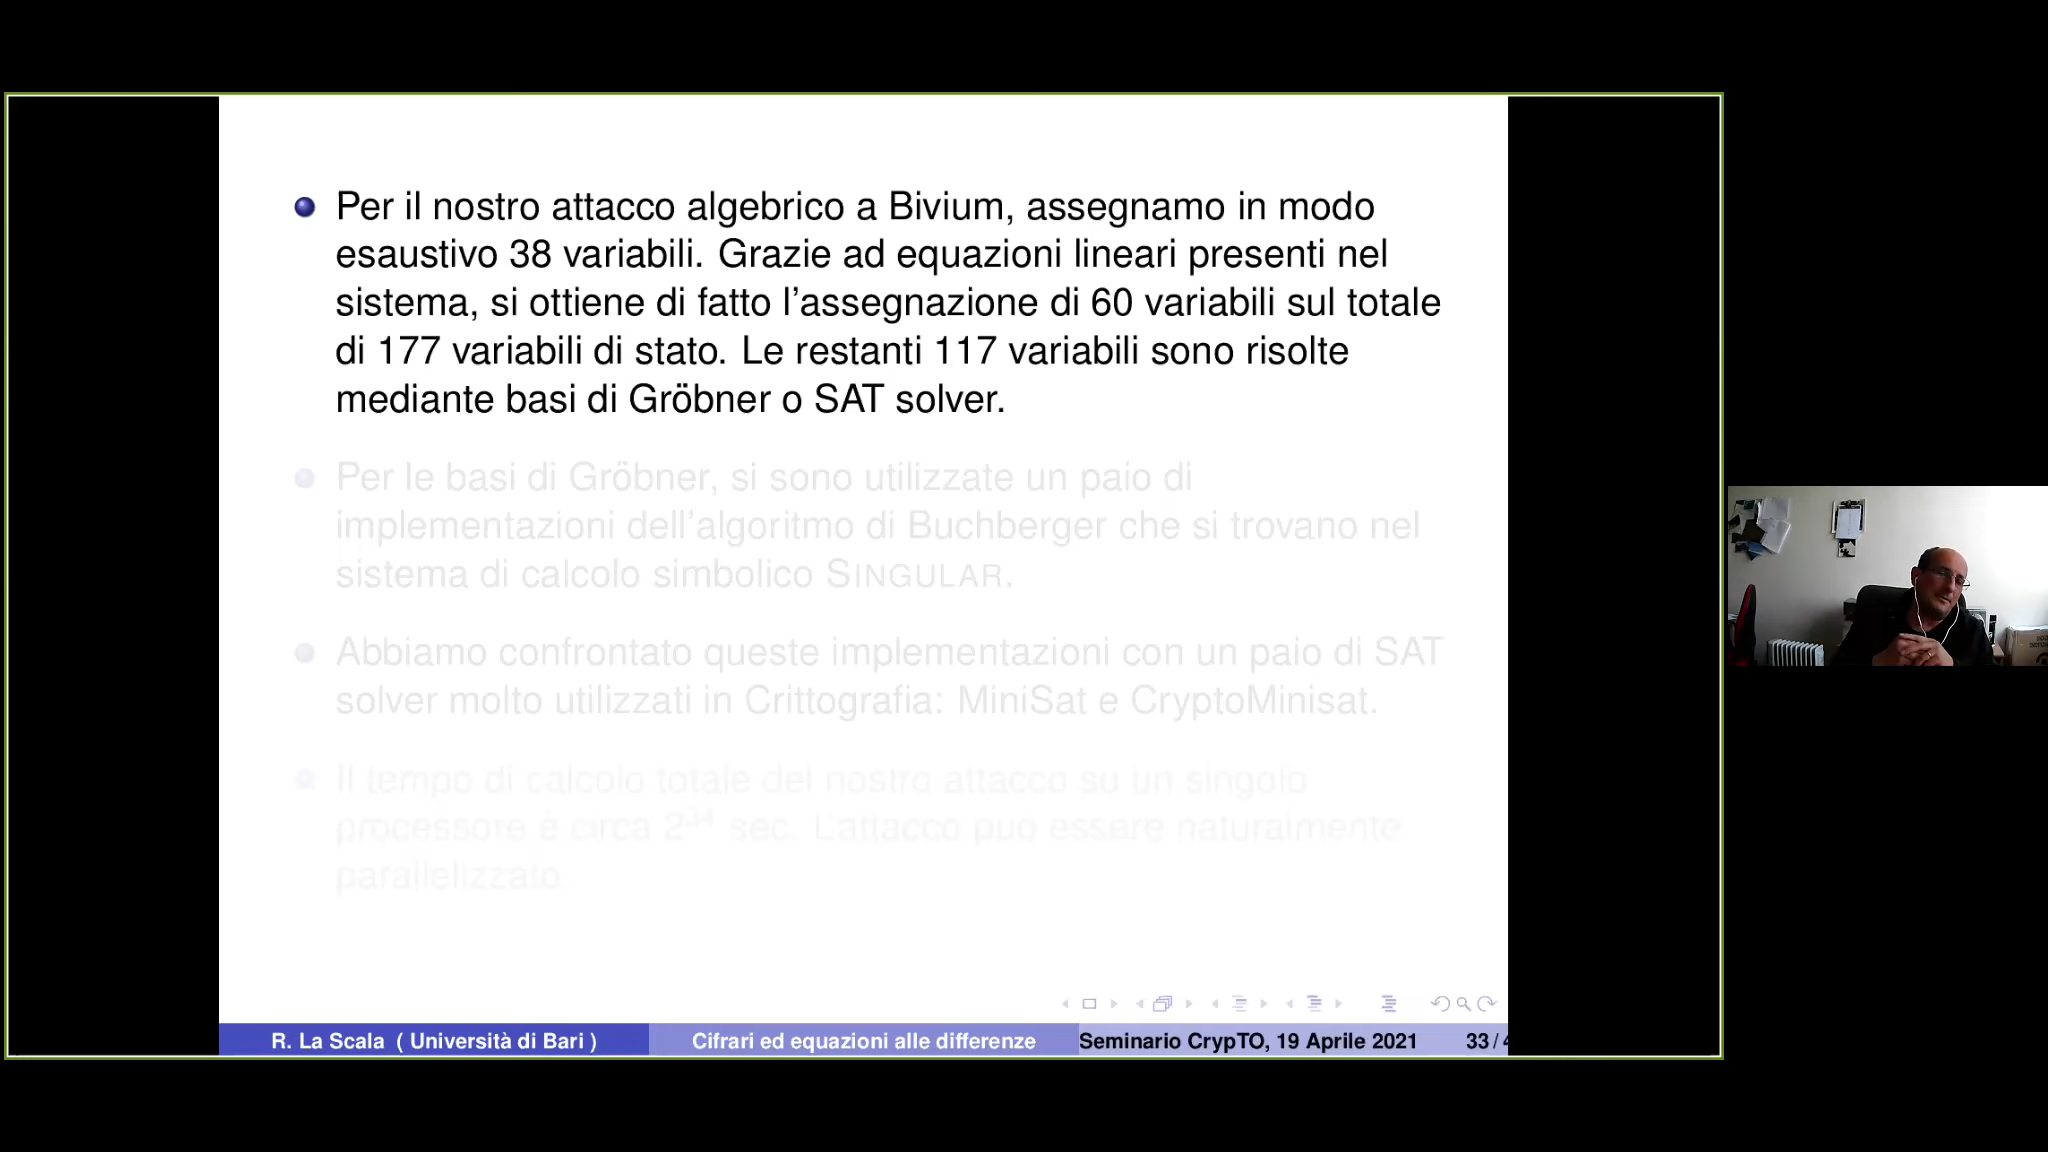 Per il nostro attacco algebrico a Bivium, assegnamo in modo
esaustivo 38 variabili. Grazie ad equazioni lineari presenti nel
sistema, si ottiene di fatto l'assegnazione di 60 variabili sul totale
di 177 variabili di stato. Le restanti 117 variabili sono risolte
mediante basi di Gröbner o SAT solver.
Per le basi di Gröbner, si sono utilizzate un paio di
implementazioni dell'algoritmo di Buchberger che si trovano nel
sistema di calcolo simbolico SINGULAR.
Abbiamo confrontato queste implementazioni con un paio di SAT
solver molto utilizzati in Crittografia: MiniSat e CryptoMinisat.
Il tempo di calcolo totale del nostro attacco su un singolo
processore è circa 2³⁴ sec. L'attacco può essere naturalmente
parallelizzato.
R. La Scala ( Università di Bari ) Cifrari ed equazioni alle differenze Seminario CrypTO, 19 Aprile 2021 33 /